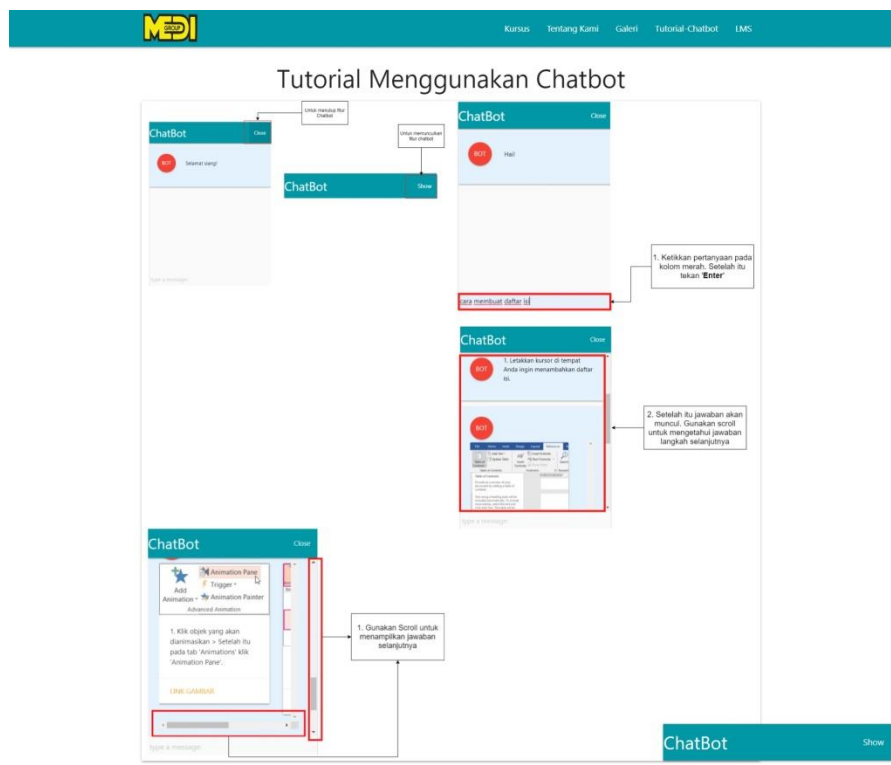 MEDI
GROUP
Kursus Tentang Kami Galeri Tutorial-Chatbot LMS
Tutorial Menggunakan Chatbot
Untuk menutup fitur
Chatbot
ChatBot Close
BOT Selamat siang!
Type a message:
Untuk memunculkan
fitur chatbot
ChatBot Show
ChatBot Close
BOT Hai!
cara membuat daftar isi
1. Ketikkan pertanyaan pada
kolom merah. Setelah itu
tekan 'Enter'
ChatBot Close
BOT
1. Letakkan kursor di tempat
Anda ingin menambahkan daftar
isi.
BOT
Table of Contents
type a message:
2. Setelah itu jawaban akan
muncul. Gunakan scroll
untuk mengetahui jawaban
langkah selanjutnya
ChatBot Close
Add
Animation
Animation Pane
Trigger
Animation Painter
Advanced Animation
1. Klik objek yang akan
dianimasikan > Setelah itu
pada tab 'Animations' klik
'Animation Pane'.
LINK GAMBAR
Type a message:
1. Gunakan Scroll untuk
menampilkan jawaban
selanjutnya
ChatBot Show